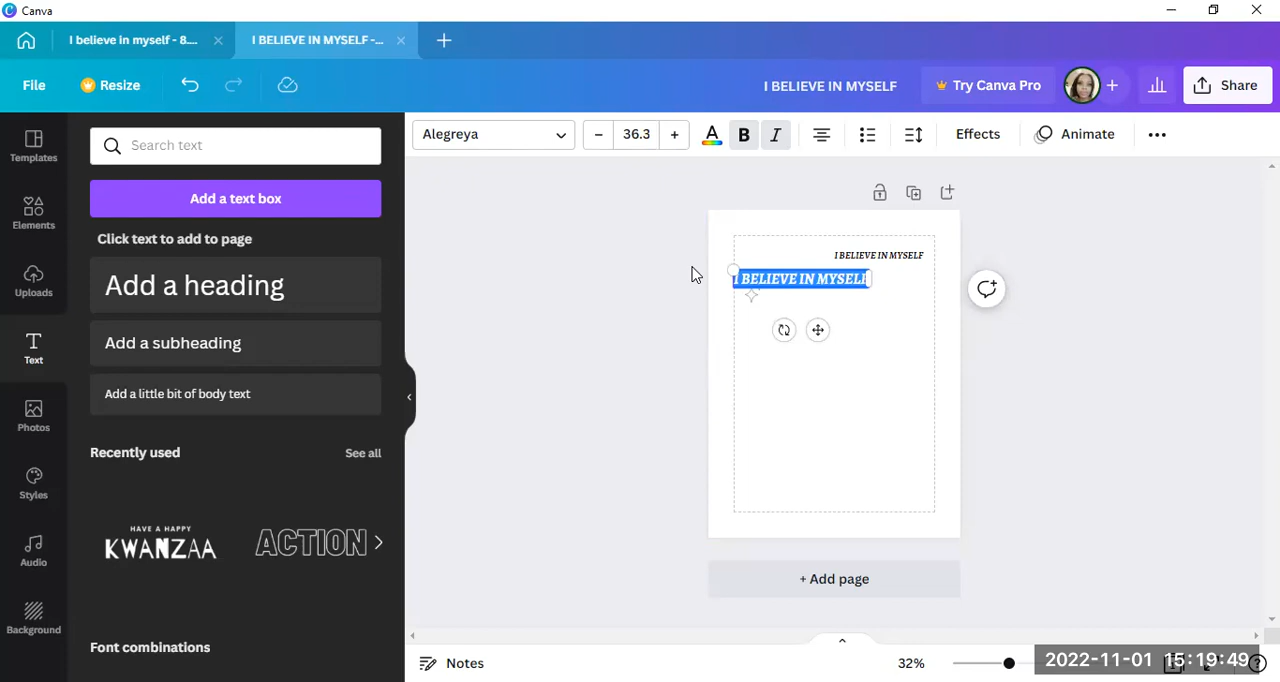 Canva
I believe in myself - 8....
I BELIEVE IN MYSELF -...
File
Resize
I BELIEVE IN MYSELF
Try Canva Pro
Share
Templates
Elements
Uploads
Text
Photos
Styles
Audio
Background
Search text
Add a text box
Click text to add to page
Add a heading
Add a subheading
Add a little bit of body text
Recently used
See all
HAVE A HAPPY
KWANZAA
ACTION
Font combinations
Alegreya
36.3
A
B
I
Effects
Animate
I BELIEVE IN MYSELF
I BELIEVE IN MYSELF
+ Add page
Notes
32%
2022-11-01 15:19:49